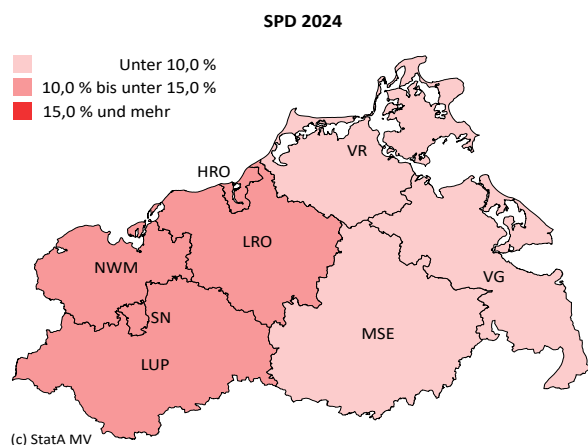 SPD 2024
Unter 10,0 %
10,0 % bis unter 15,0 %
15,0 % und mehr
VR
HRO
LRO
NWM
VG
SN
MSE
LUP
(c) StatA MV